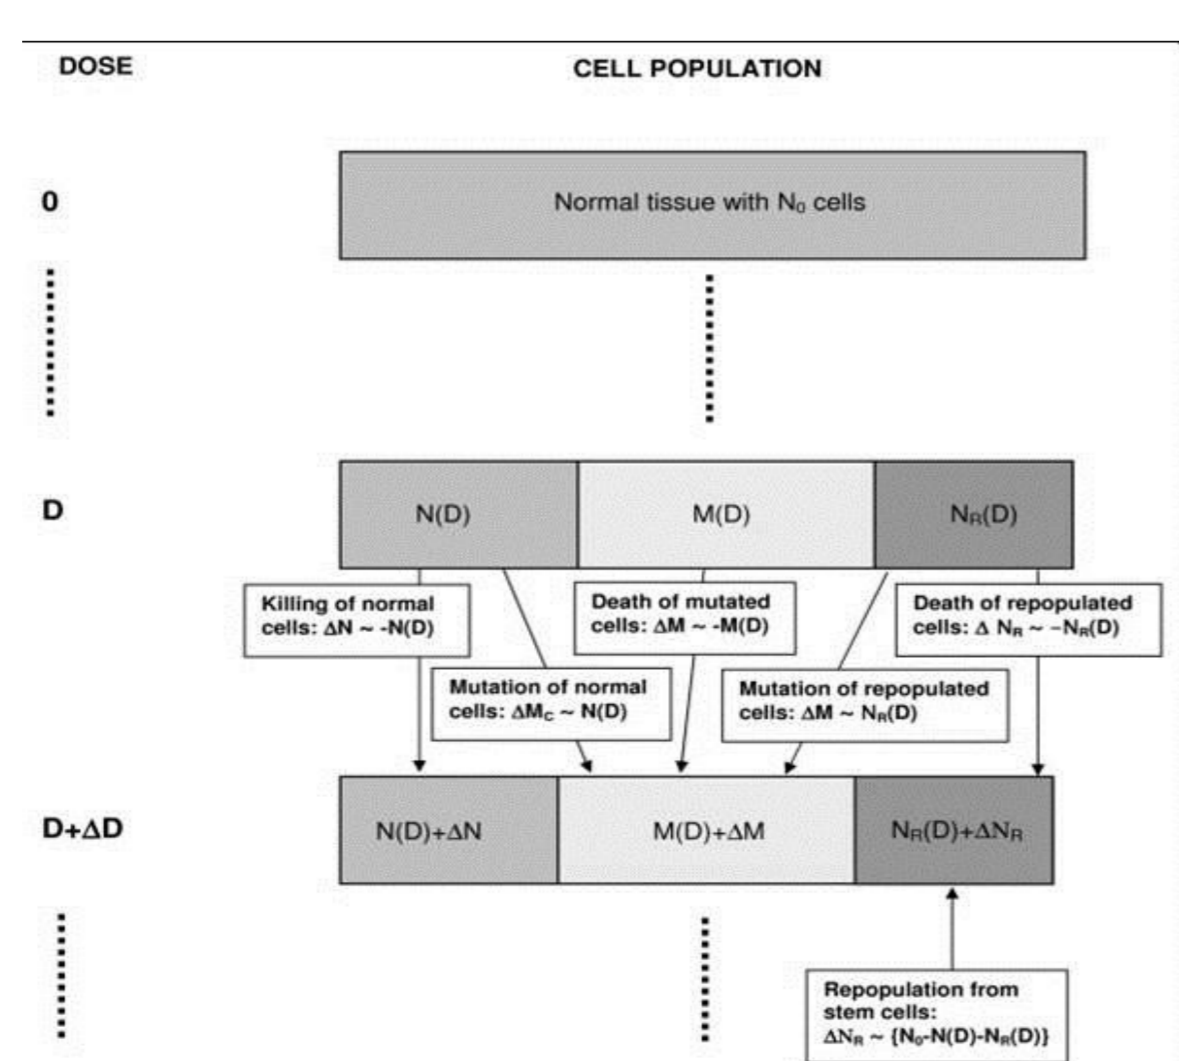 DOSE
CELL POPULATION
0
Normal tissue with N₀ cells
D
N(D)
M(D)
N_R(D)
Killing of normal
cells: ΔN ~ -N(D)
Death of mutated
cells: ΔM ~ -M(D)
Death of repopulated
cells: Δ N_R ~ –N_R(D)
Mutation of normal
cells: ΔM_C ~ N(D)
Mutation of repopulated
cells: ΔM ~ N_R(D)
D+ΔD
N(D)+ΔN
M(D)+ΔM
N_R(D)+ΔN_R
Repopulation from
stem cells:
ΔN_R ~ {N₀-N(D)-N_R(D)}